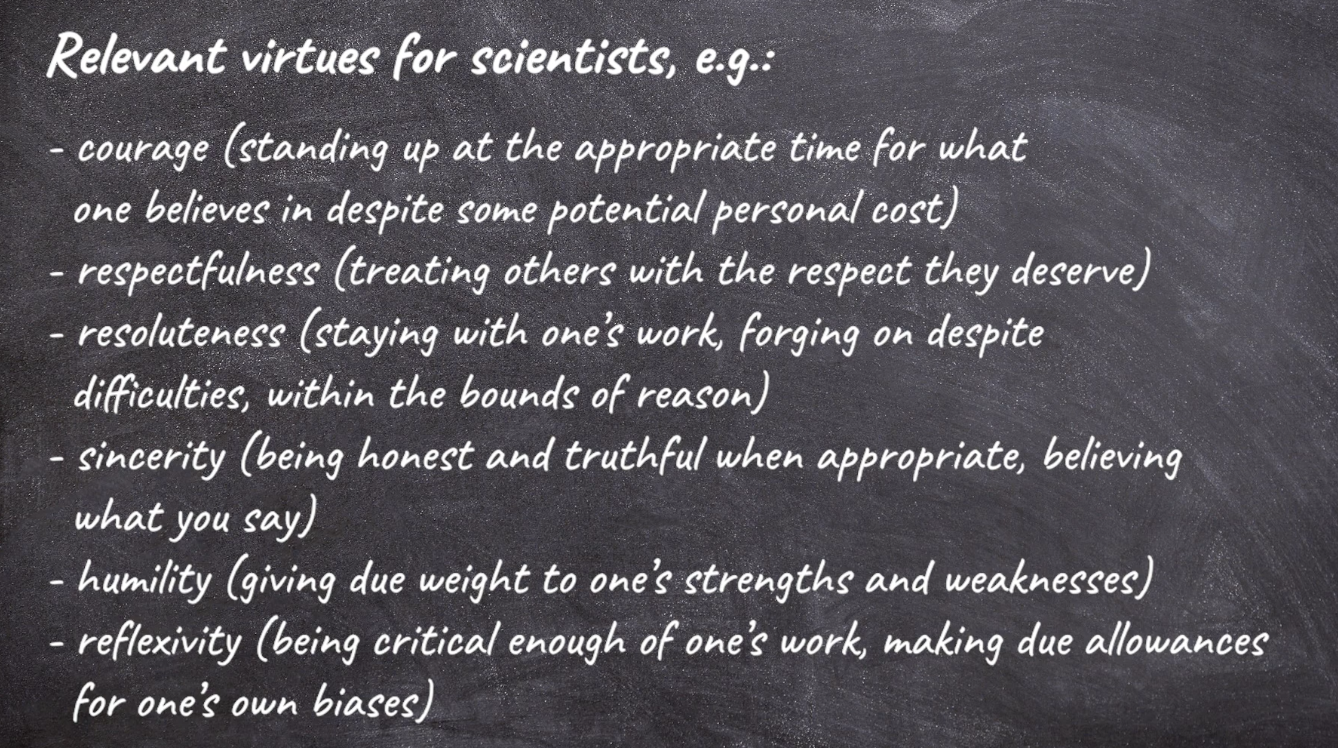 Relevant virtues for scientists, e.g.:
- courage (standing up at the appropriate time for what
one believes in despite some potential personal cost)
- respectfulness (treating others with the respect they deserve)
- resoluteness (staying with one's work, forging on despite
difficulties, within the bounds of reason)
- sincerity (being honest and truthful when appropriate, believing
what you say)
- humility (giving due weight to one's strengths and weaknesses)
- reflexivity (being critical enough of one's work, making due allowances
for one's own biases)